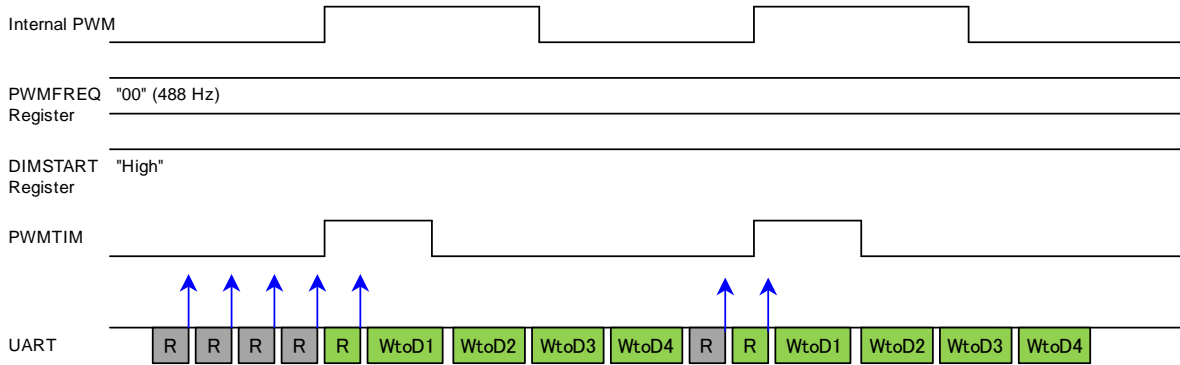 Internal PWM
PWMFREQ "00" (488 Hz)
Register
DIMSTART "High"
Register
PWMTIM
UART R R R R R WtoD1 WtoD2 WtoD3 WtoD4 R R WtoD1 WtoD2 WtoD3 WtoD4